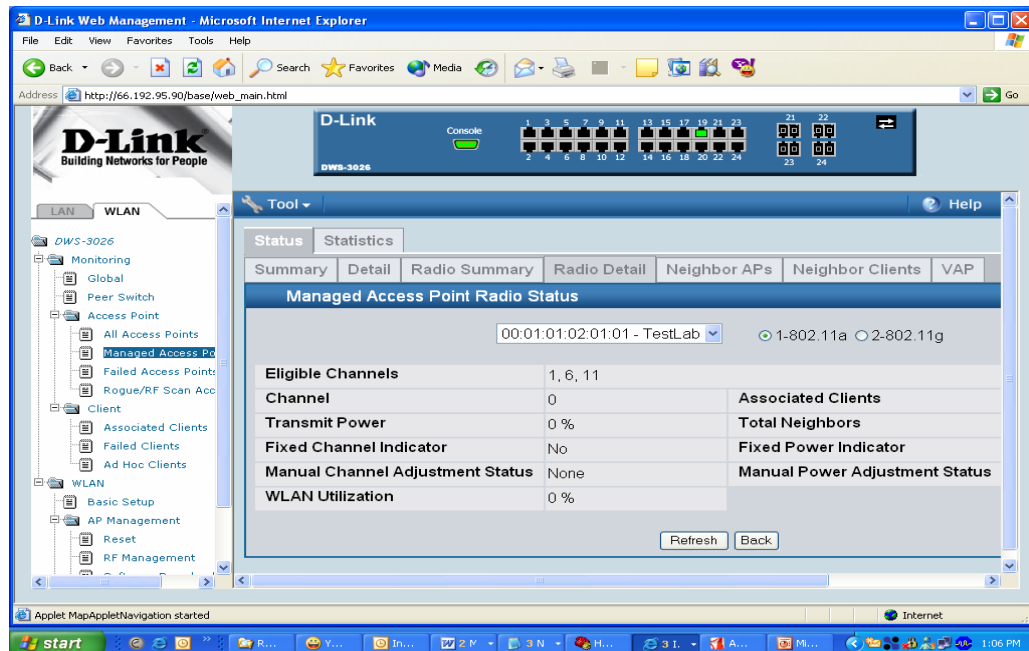 D-Link Web Management - Microsoft Internet Explorer
File Edit View Favorites Tools Help
Back Search Favorites Media
Address http://66.192.95.90/base/web_main.html Go
D-Link
Building Networks for People
D-Link
Console
DWS-3026
1 3 5 7 9 11 13 15 17 19 21 23
2 4 6 8 10 12 14 16 18 20 22 24
21 22
23 24
LAN WLAN
DWS-3026
Monitoring
Global
Peer Switch
Access Point
All Access Points
Managed Access Po
Failed Access Points
Rogue/RF Scan Acc
Client
Associated Clients
Failed Clients
Ad Hoc Clients
WLAN
Basic Setup
AP Management
Reset
RF Management
Tool Help
Status Statistics
Summary Detail Radio Summary Radio Detail Neighbor APs Neighbor Clients VAP
Managed Access Point Radio Status
00:01:01:02:01:01 - TestLab 1-802.11a 2-802.11g
Eligible Channels 1, 6, 11
Channel 0 Associated Clients
Transmit Power 0 % Total Neighbors
Fixed Channel Indicator No Fixed Power Indicator
Manual Channel Adjustment Status None Manual Power Adjustment Status
WLAN Utilization 0 %
Refresh Back
Applet MapAppletNavigation started Internet
start R... Y... In... 2 M 3 N H... 3 I. A... Mi... 1:06 PM